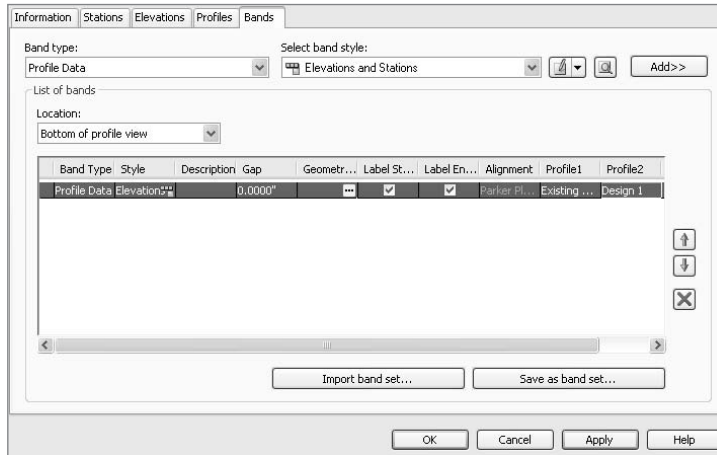 Information Stations Elevations Profiles Bands
Band type:
Select band style:
Profile Data
Elevations and Stations
Add>>
List of bands
Location:
Bottom of profile view
Band Type Style Description Gap Geometr... Label St... Label En... Alignment Profile1 Profile2
Profile Data Elevations 0.0000" ... Parker Pl... Existing ... Design 1
Import band set... Save as band set...
OK Cancel Apply Help